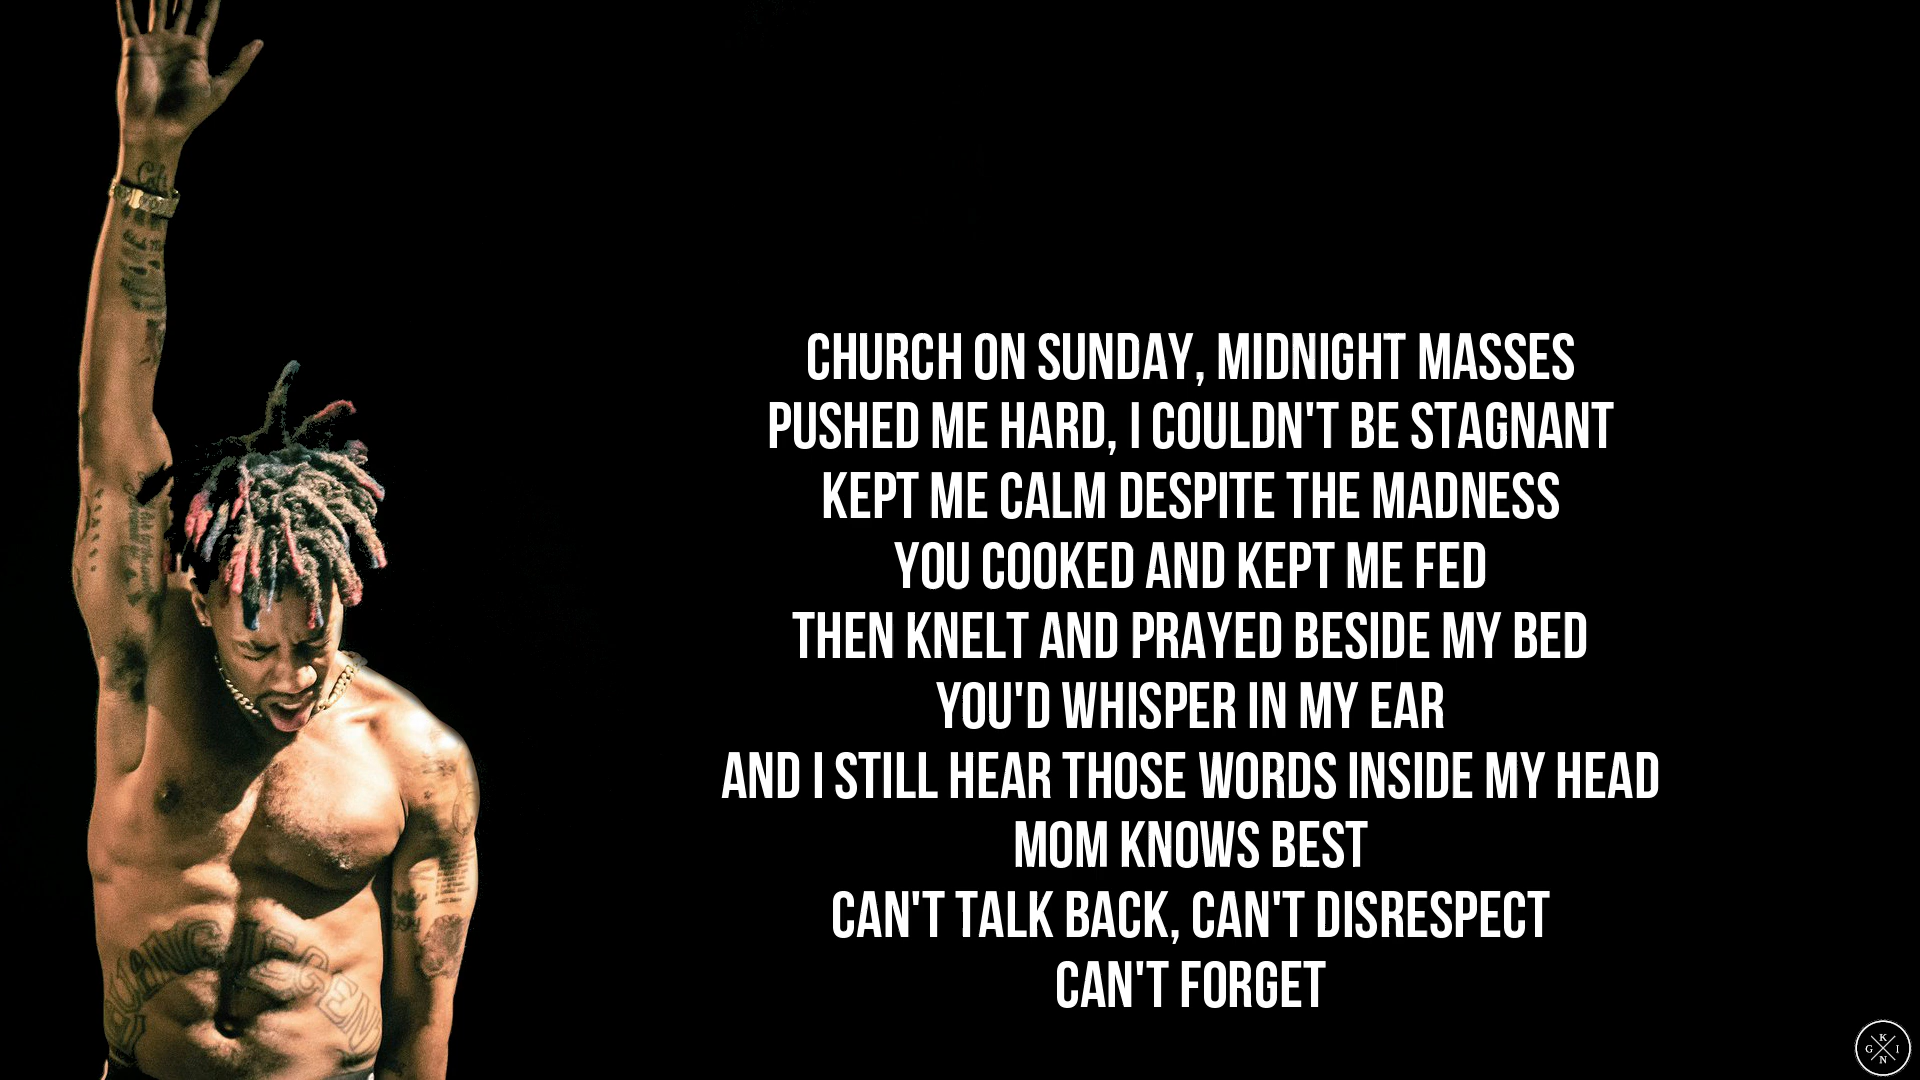 CHURCH ON SUNDAY, MIDNIGHT MASSES
PUSHED ME HARD, I COULDN'T BE STAGNANT
KEPT ME CALM DESPITE THE MADNESS
YOU COOKED AND KEPT ME FED
THEN KNELT AND PRAYED BESIDE MY BED
YOU'D WHISPER IN MY EAR
AND I STILL HEAR THOSE WORDS INSIDE MY HEAD
MOM KNOWS BEST
CAN'T TALK BACK, CAN'T DISRESPECT
CAN'T FORGET
K
G I
N